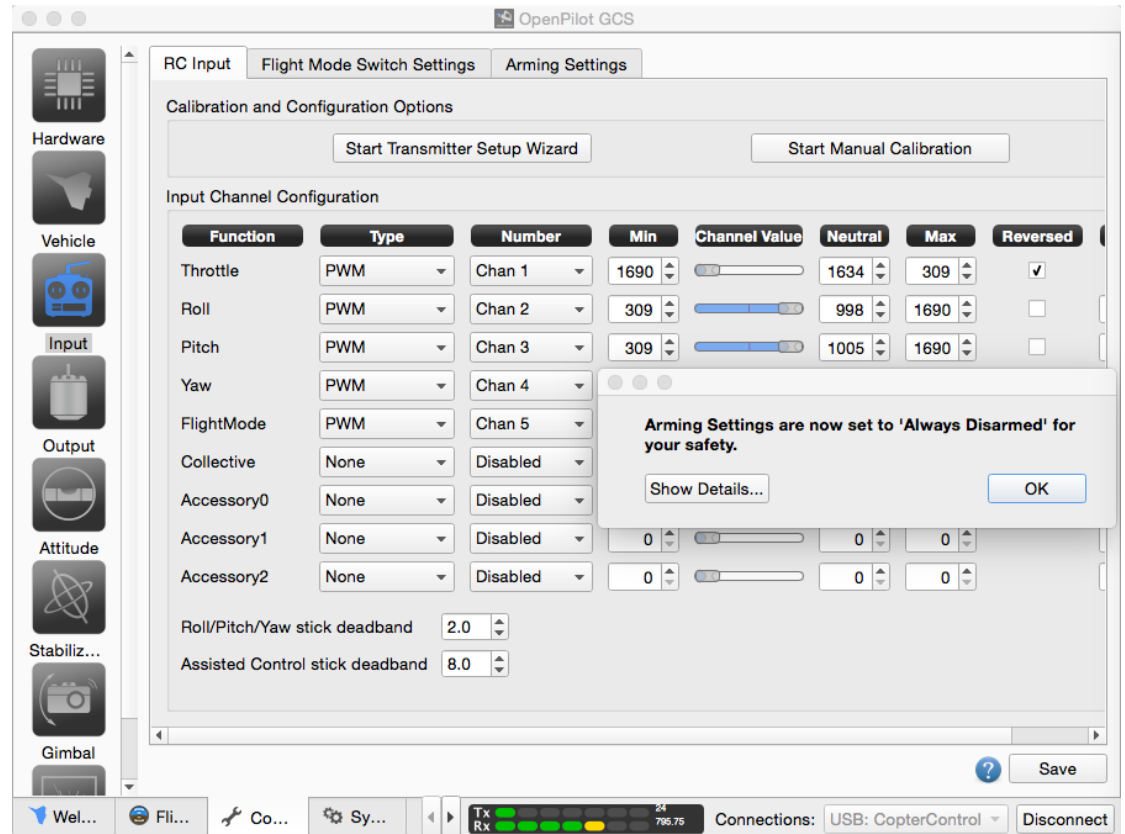 OpenPilot GCS
Hardware
Vehicle
Input
Output
Attitude
Stabiliz...
Gimbal
RC Input Flight Mode Switch Settings Arming Settings
Calibration and Configuration Options
Start Transmitter Setup Wizard Start Manual Calibration
Input Channel Configuration
Function Type Number Min Channel Value Neutral Max Reversed
Throttle PWM Chan 1 1690 1634 309
Roll PWM Chan 2 309 998 1690
Pitch PWM Chan 3 309 1005 1690
Yaw PWM Chan 4
FlightMode PWM Chan 5
Collective None Disabled
Accessory0 None Disabled
Accessory1 None Disabled 0 0 0
Accessory2 None Disabled 0 0 0
Arming Settings are now set to 'Always Disarmed' for
your safety.
Show Details... OK
Roll/Pitch/Yaw stick deadband 2.0
Assisted Control stick deadband 8.0
? Save
Wel... Fli... Co... Sy... Tx 24 Connections: USB: CopterControl Disconnect
Rx 795.75